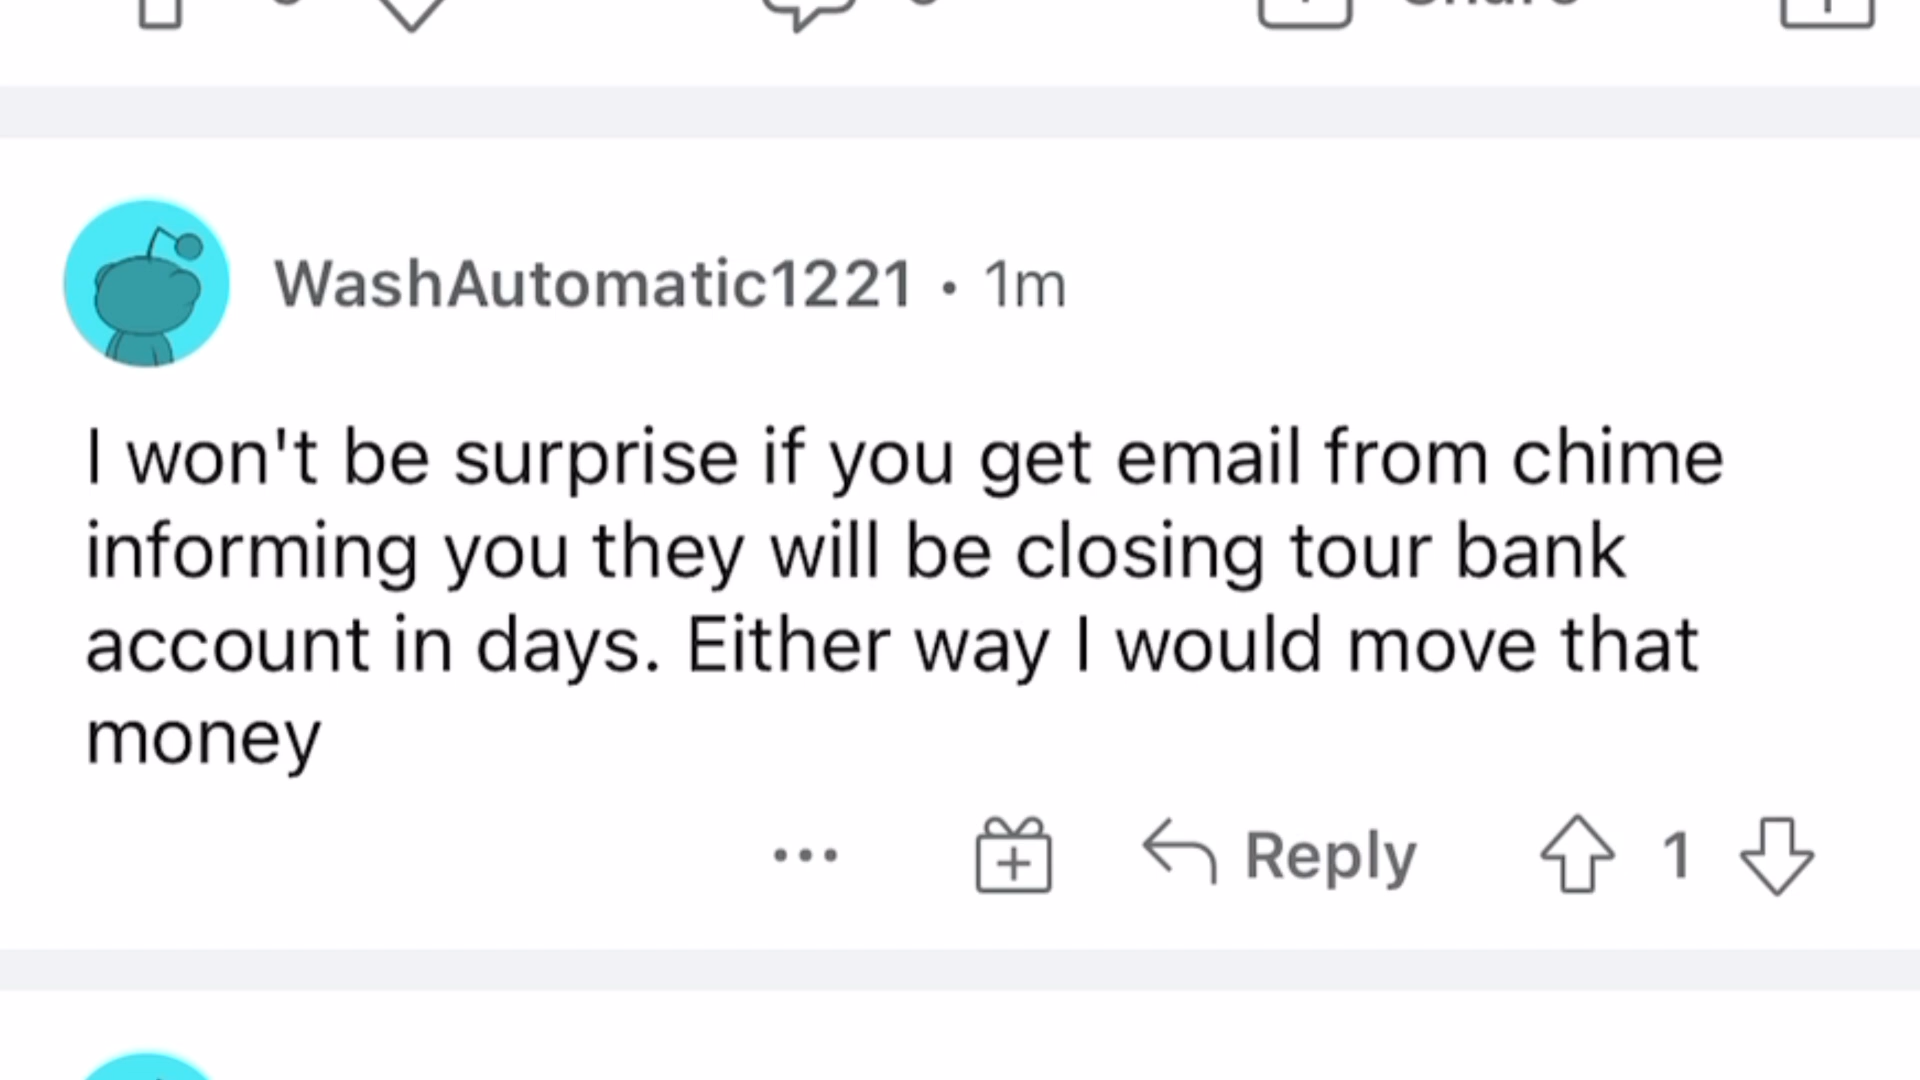 Share
WashAutomatic1221 • 1m
I won't be surprise if you get email from chime
informing you they will be closing tour bank
account in days. Either way I would move that
money
... Reply 1